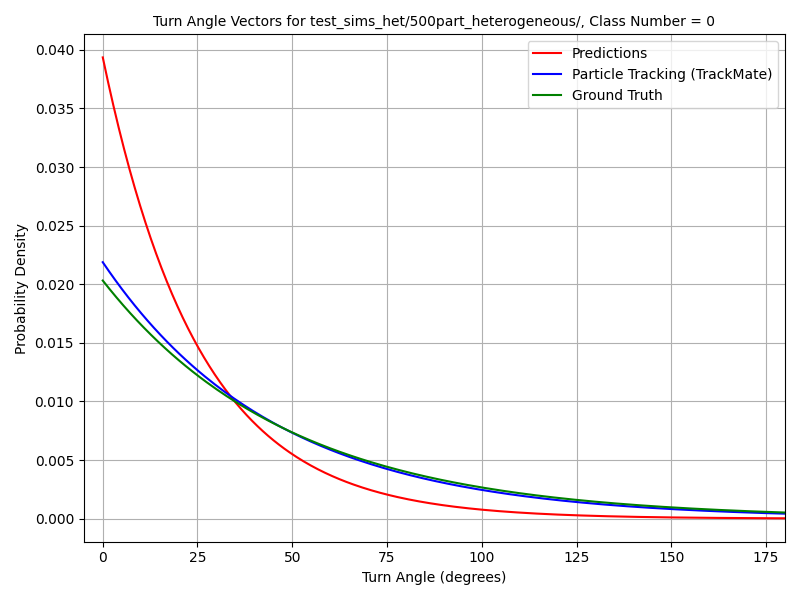 Turn Angle Vectors for test_sims_het/500part_heterogeneous/, Class Number = 0
Predictions
Particle Tracking (TrackMate)
Ground Truth
Probability Density
0.040
0.035
0.030
0.025
0.020
0.015
0.010
0.005
0.000
0
25
50
75
100
125
150
175
Turn Angle (degrees)